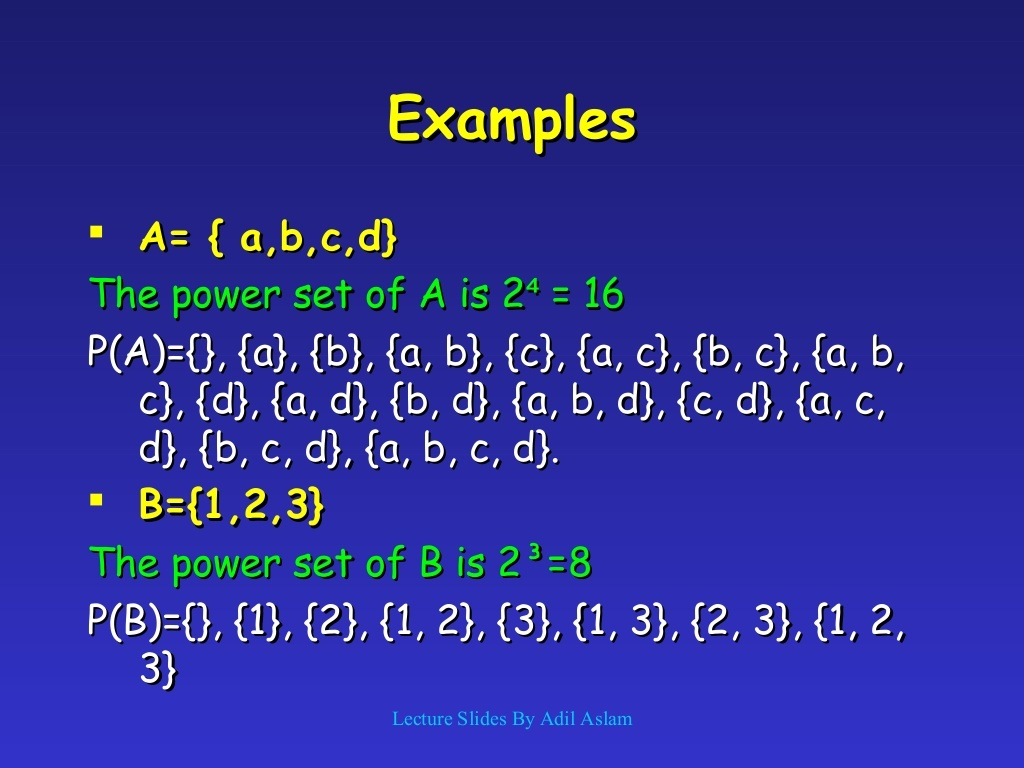 Examples
▪ A= { a,b,c,d}
The power set of A is 2⁴ = 16
P(A)={}, {a}, {b}, {a, b}, {c}, {a, c}, {b, c}, {a, b,
c}, {d}, {a, d}, {b, d}, {a, b, d}, {c, d}, {a, c,
d}, {b, c, d}, {a, b, c, d}.
▪ B={1,2,3}
The power set of B is 2³=8
P(B)={}, {1}, {2}, {1, 2}, {3}, {1, 3}, {2, 3}, {1, 2,
3}
Lecture Slides By Adil Aslam